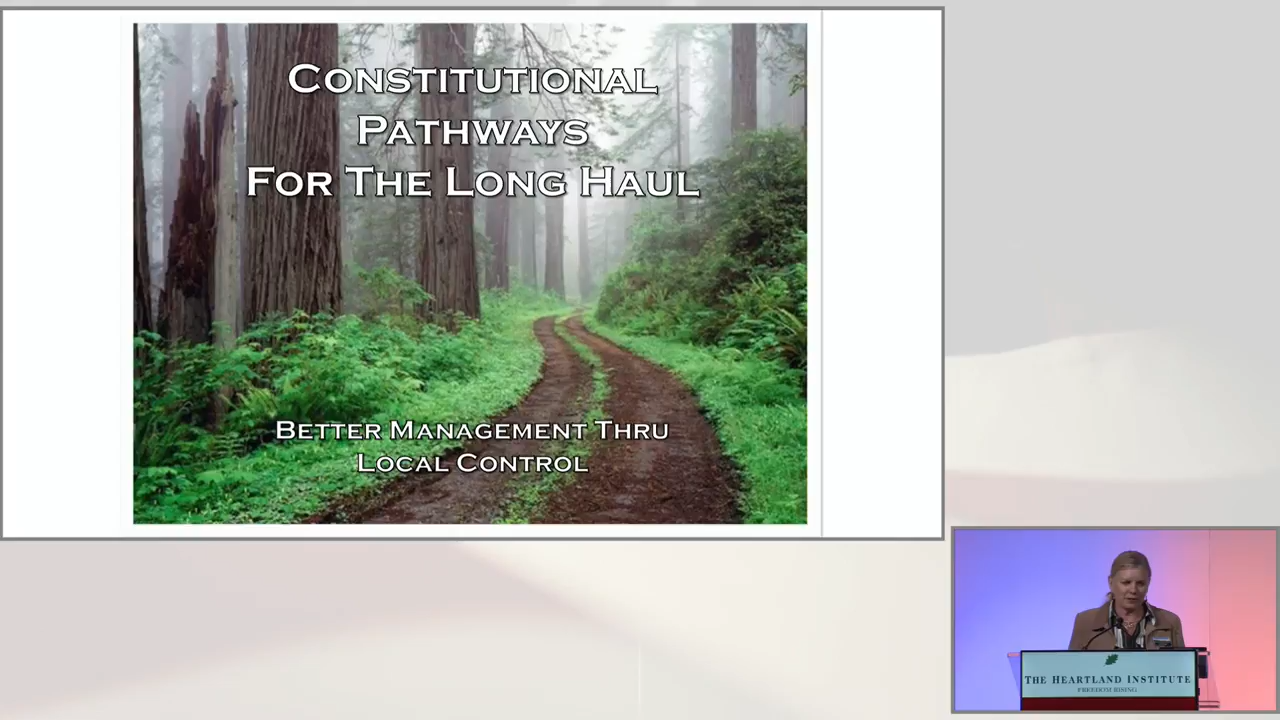 CONSTITUTIONAL
PATHWAYS
FOR THE LONG HAUL
BETTER MANAGEMENT THRU
LOCAL CONTROL
THE HEARTLAND INSTITUTE
FREEDOM RISING